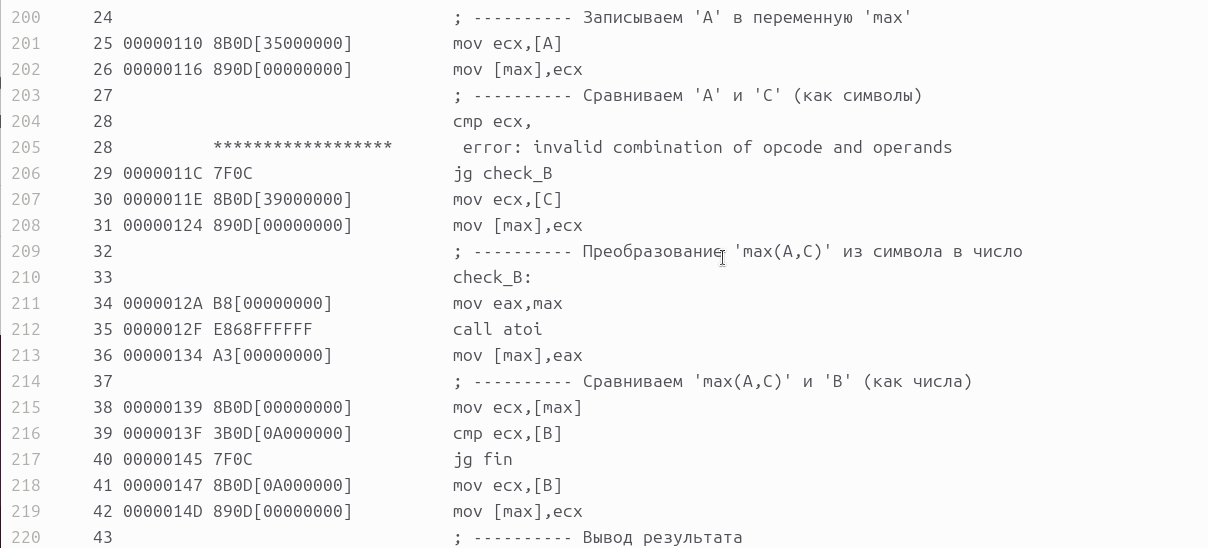 200 24 ; ---------- Записываем 'A' в переменную 'max'
201 25 00000110 8B0D[35000000] mov ecx,[A]
202 26 00000116 890D[00000000] mov [max],ecx
203 27 ; ---------- Сравниваем 'A' и 'C' (как символы)
204 28 cmp ecx,
205 28 ****************** error: invalid combination of opcode and operands
206 29 0000011C 7F0C jg check_B
207 30 0000011E 8B0D[39000000] mov ecx,[C]
208 31 00000124 890D[00000000] mov [max],ecx
209 32 ; ---------- Преобразование 'max(A,C)' из символа в число
210 33 check_B:
211 34 0000012A B8[00000000] mov eax,max
212 35 0000012F E868FFFFFF call atoi
213 36 00000134 A3[00000000] mov [max],eax
214 37 ; ---------- Сравниваем 'max(A,C)' и 'B' (как числа)
215 38 00000139 8B0D[00000000] mov ecx,[max]
216 39 0000013F 3B0D[0A000000] cmp ecx,[B]
217 40 00000145 7F0C jg fin
218 41 00000147 8B0D[0A000000] mov ecx,[B]
219 42 0000014D 890D[00000000] mov [max],ecx
220 43 ; ---------- Вывод результата